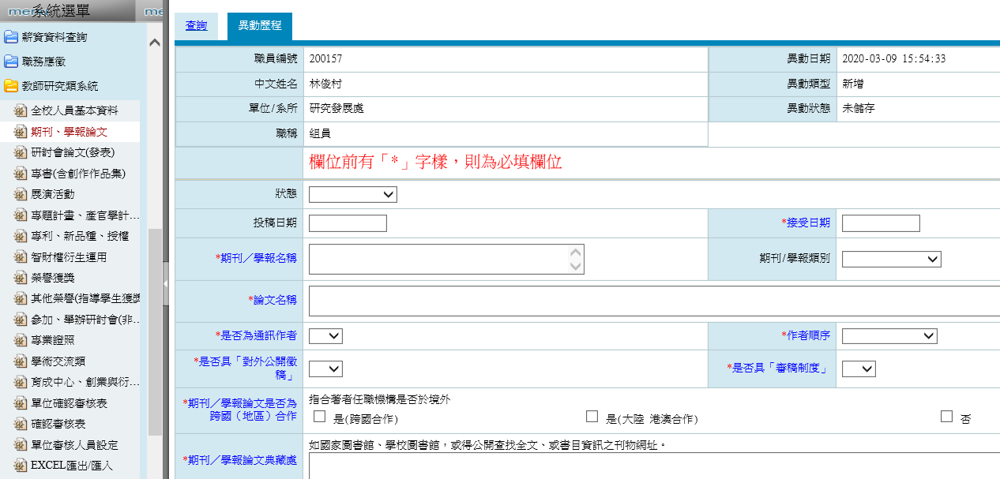 系統選單
薪資資料查詢
職務應徵
教師研究類系統
全校人員基本資料
期刊、學報論文
研討會論文(發表)
專書(含創作作品集)
展演活動
專題計畫、產官學計...
專利、新品種、授權
智財權衍生運用
榮譽獲獎
其他榮譽(指導學生獲獎
參加、舉辦研討會(非...
專業證照
學術交流類
育成中心、創業與衍...
單位確認審核表
確認審核表
單位審核人員設定
EXCEL匯出/匯入
查詢 異動歷程
職員編號 200157 異動日期 2020-03-09 15:54:33
中文姓名 林俊村 異動類型 新增
單位/系所 研究發展處 異動狀態 未儲存
職稱 組員
欄位前有「*」字樣，則為必填欄位
狀態
投稿日期 *接受日期
*期刊／學報名稱 期刊/學報類別
*論文名稱
*是否為通訊作者 *作者順序
*是否具「對外公開徵
稿」 *是否具「審稿制度」
*期刊／學報論文是否為
跨國（地區）合作
指合著者任職機構是否於境外
是(跨國合作) 是(大陸 港澳合作) 否
*期刊／學報論文典藏處
如國家圖書館、學校圖書館，或得公開查找全文、或書目資訊之刊物網址。